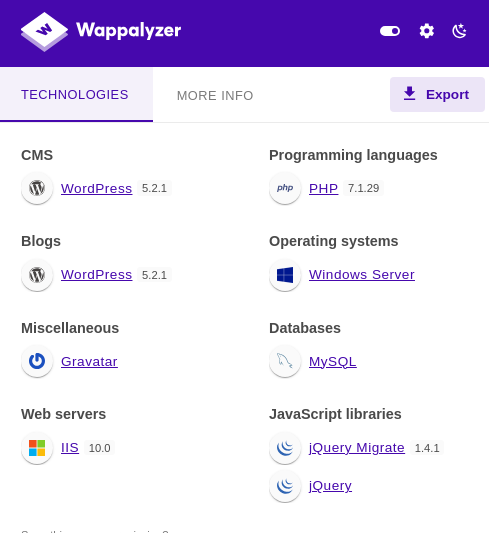 Wappalyzer
TECHNOLOGIES
MORE INFO
Export
CMS
WordPress 5.2.1
Blogs
WordPress 5.2.1
Miscellaneous
Gravatar
Web servers
IIS 10.0
Programming languages
php PHP 7.1.29
Operating systems
Windows Server
Databases
MySQL
JavaScript libraries
jQuery Migrate 1.4.1
jQuery